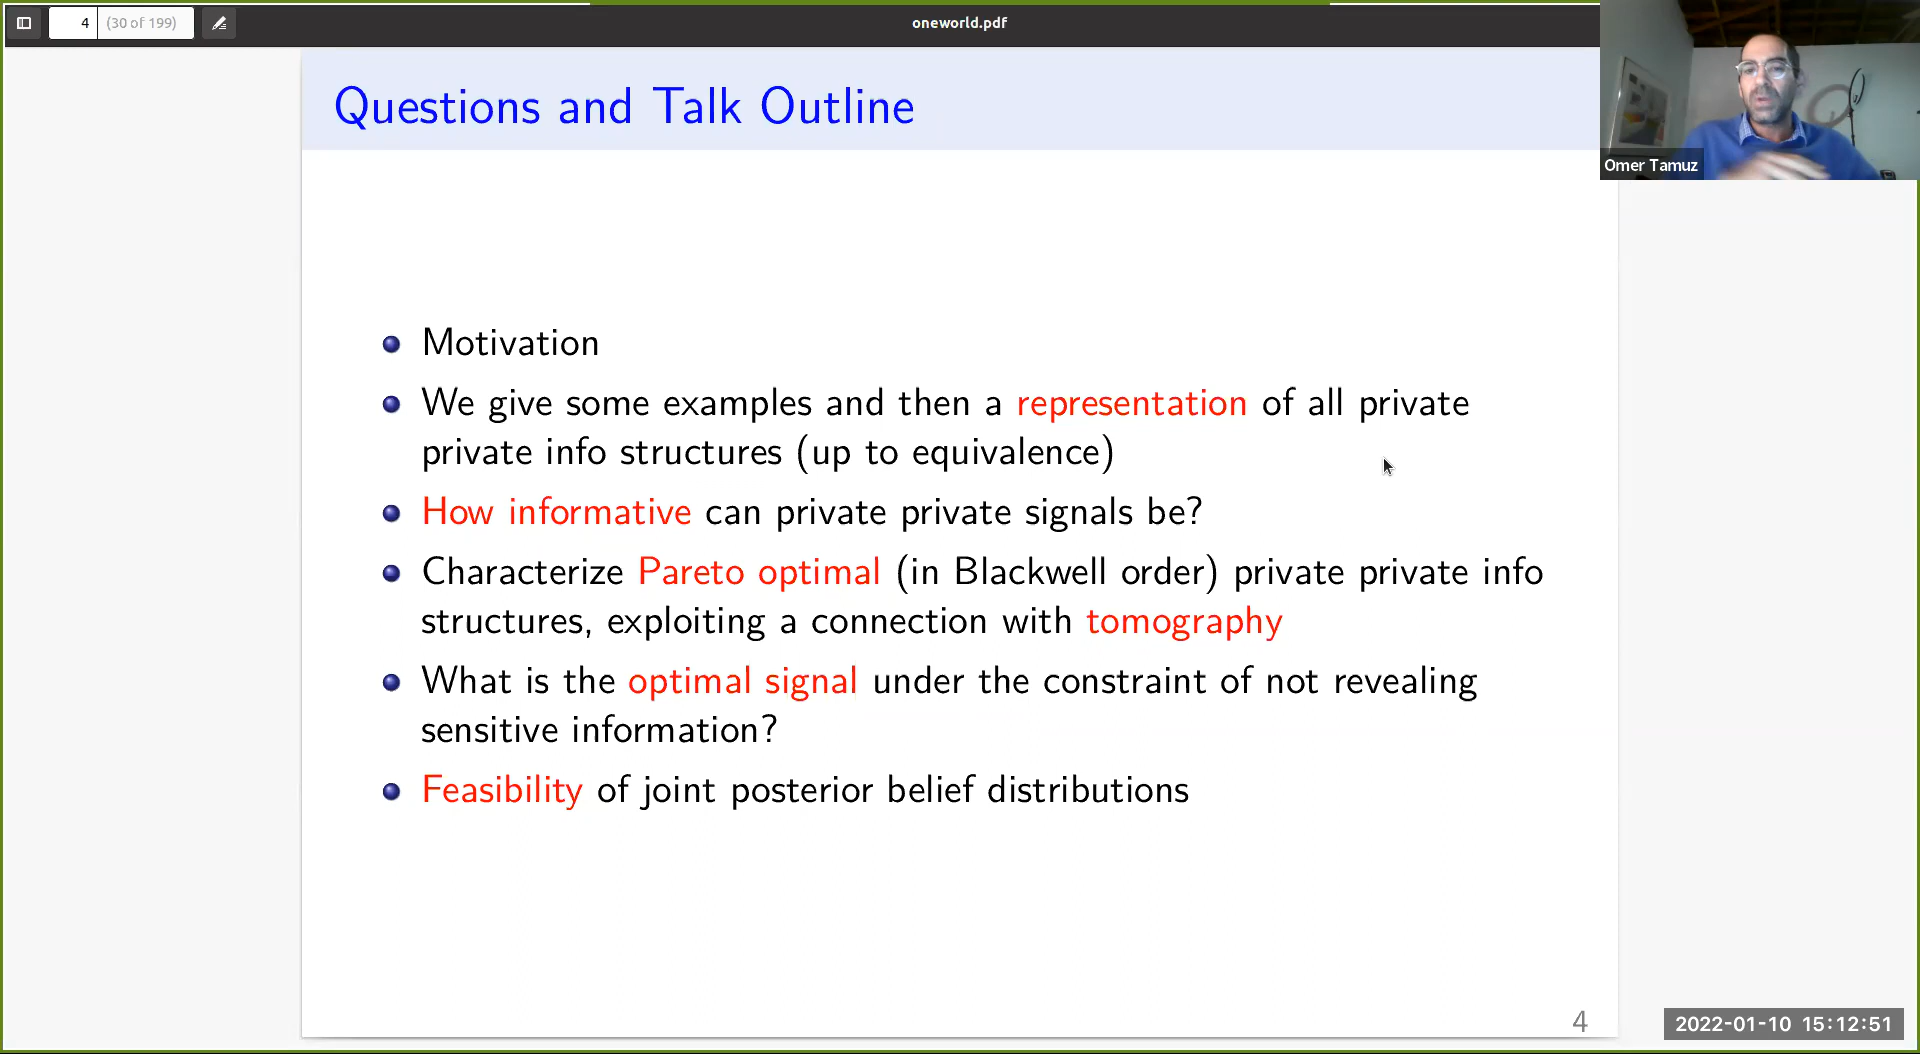 4 (30 of 199)
oneworld.pdf
Omer Tamuz
Questions and Talk Outline
Motivation
We give some examples and then a representation of all private
private info structures (up to equivalence)
How informative can private private signals be?
Characterize Pareto optimal (in Blackwell order) private private info
structures, exploiting a connection with tomography
What is the optimal signal under the constraint of not revealing
sensitive information?
Feasibility of joint posterior belief distributions
4
2022-01-10 15:12:51